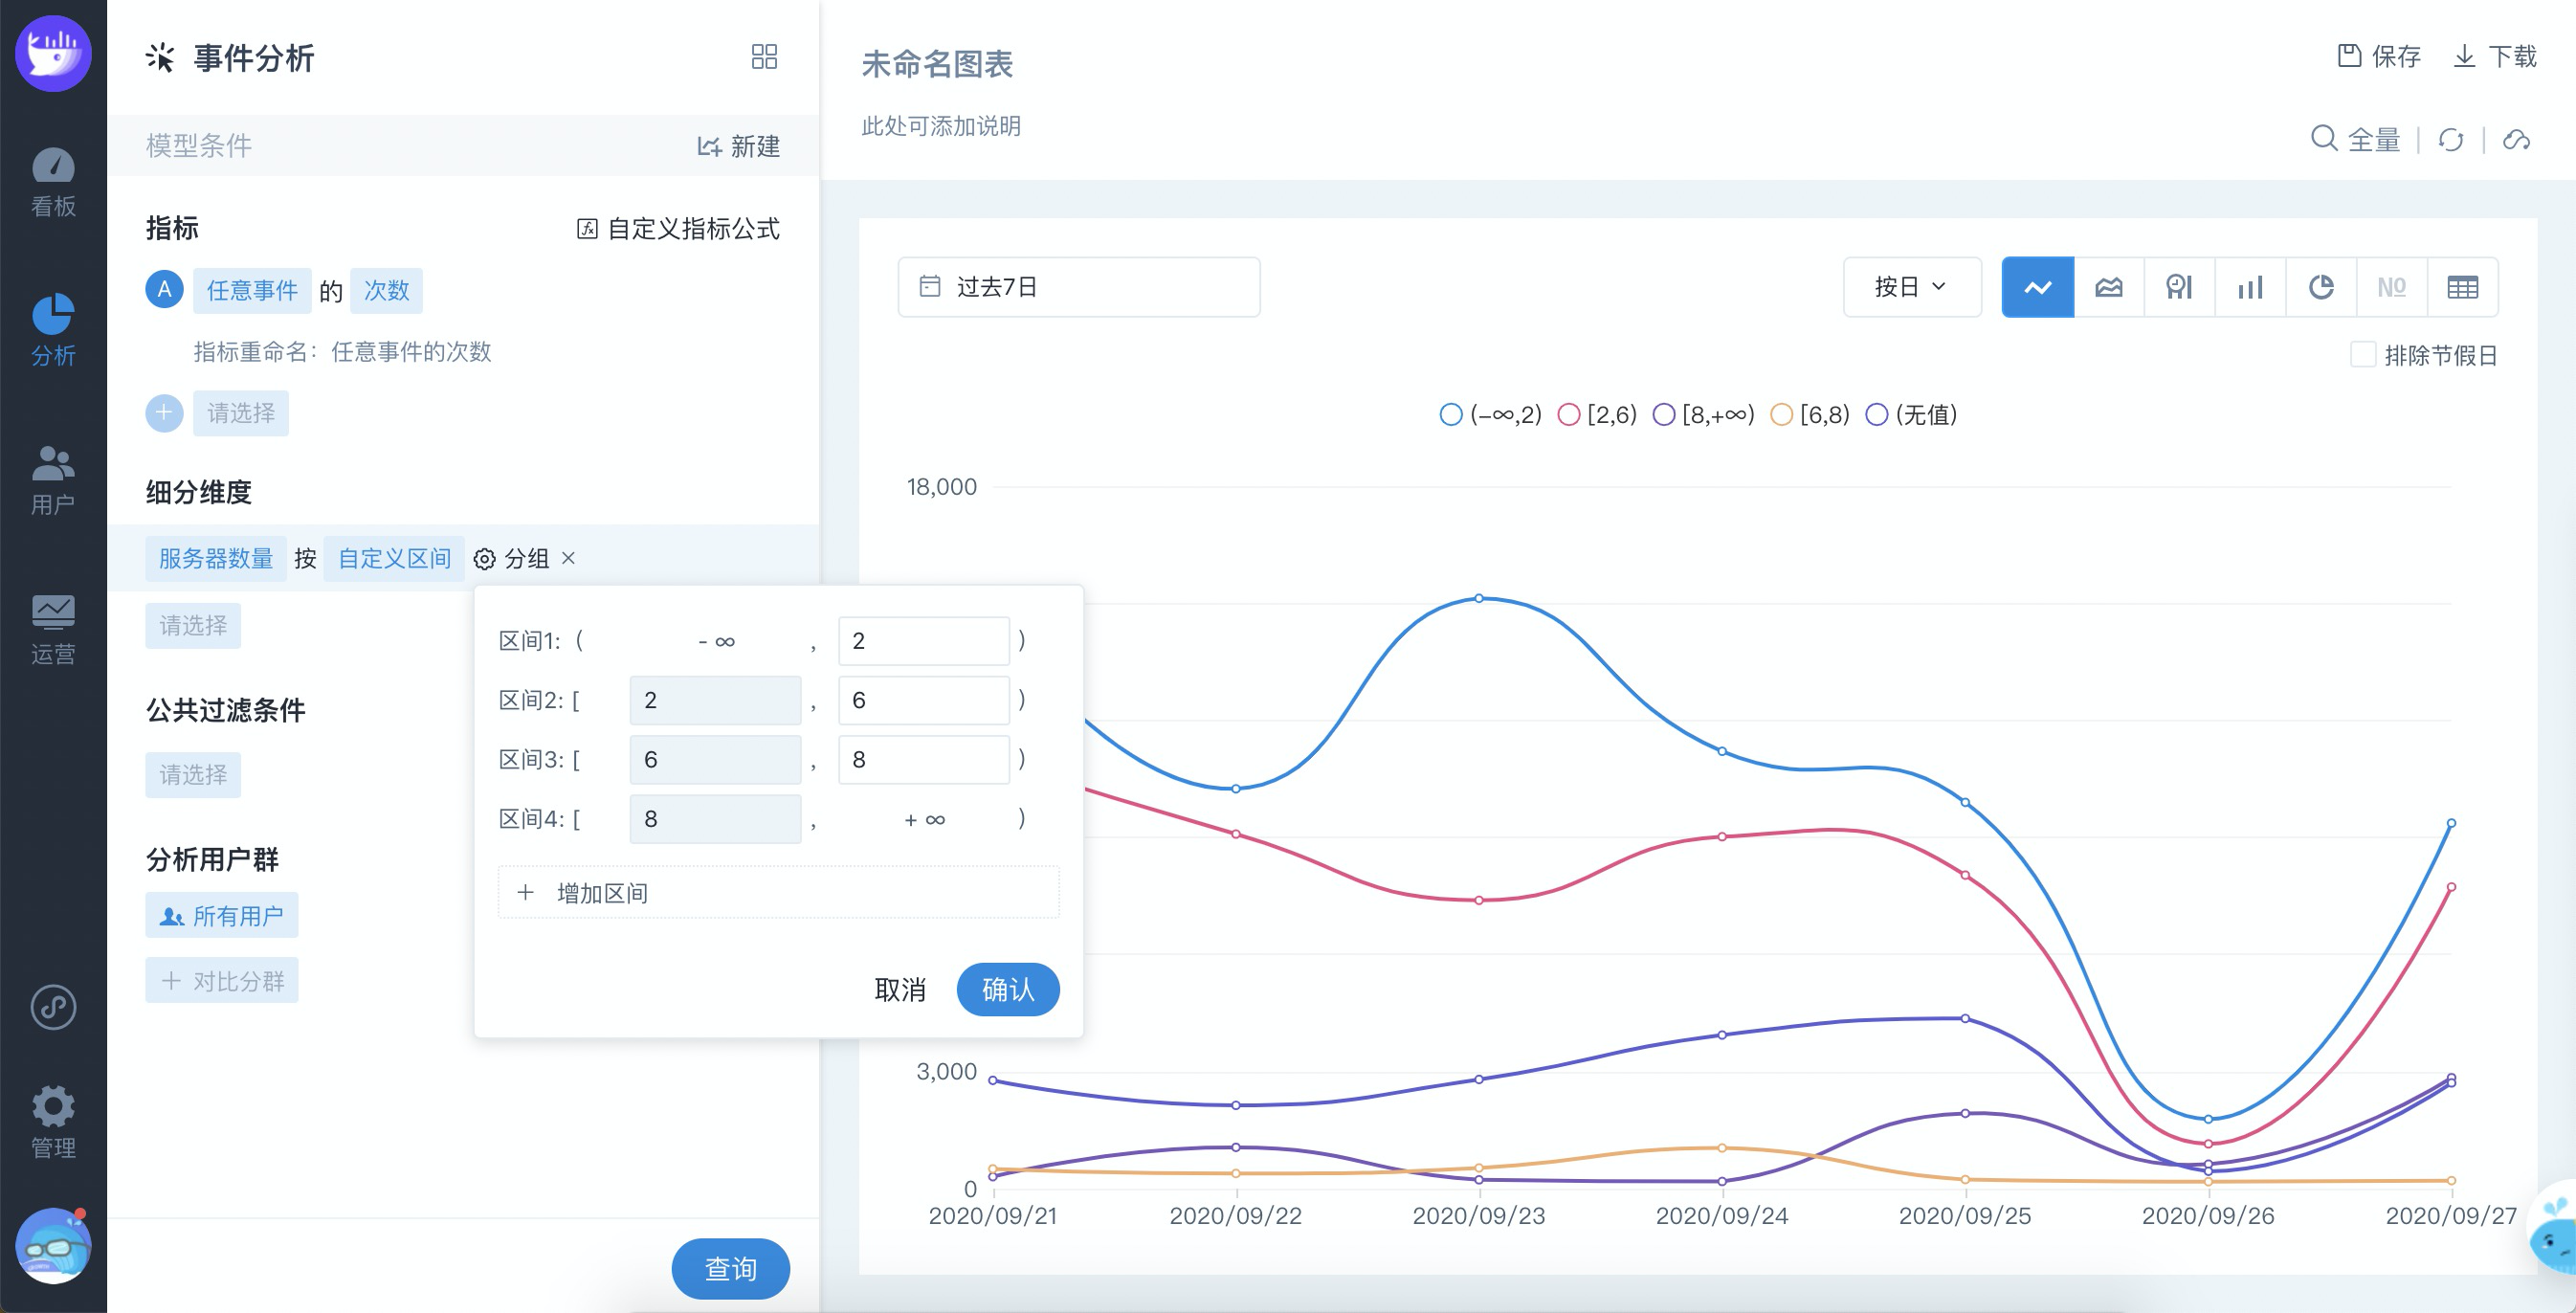 看板
分析
用户
运营
管理
事件分析
模型条件 新建
指标 自定义指标公式
A 任意事件 的 次数
指标重命名: 任意事件的次数
+ 请选择
细分维度
服务器数量 按 自定义区间 分组 ×
请选择
公共过滤条件
请选择
分析用户群
所有用户
+ 对比分群
查询
区间1: ( - ∞ , 2 )
区间2: [ 2 , 6 )
区间3: [ 6 , 8 )
区间4: [ 8 , + ∞ )
+ 增加区间
取消 确认
未命名图表
保存 下载
此处可添加说明
全量
过去7日
按日 №
排除节假日
(-∞,2) [2,6) [8,+∞) [6,8) (无值)
18,000
3,000
0
2020/09/21 2020/09/22 2020/09/23 2020/09/24 2020/09/25 2020/09/26 2020/09/27